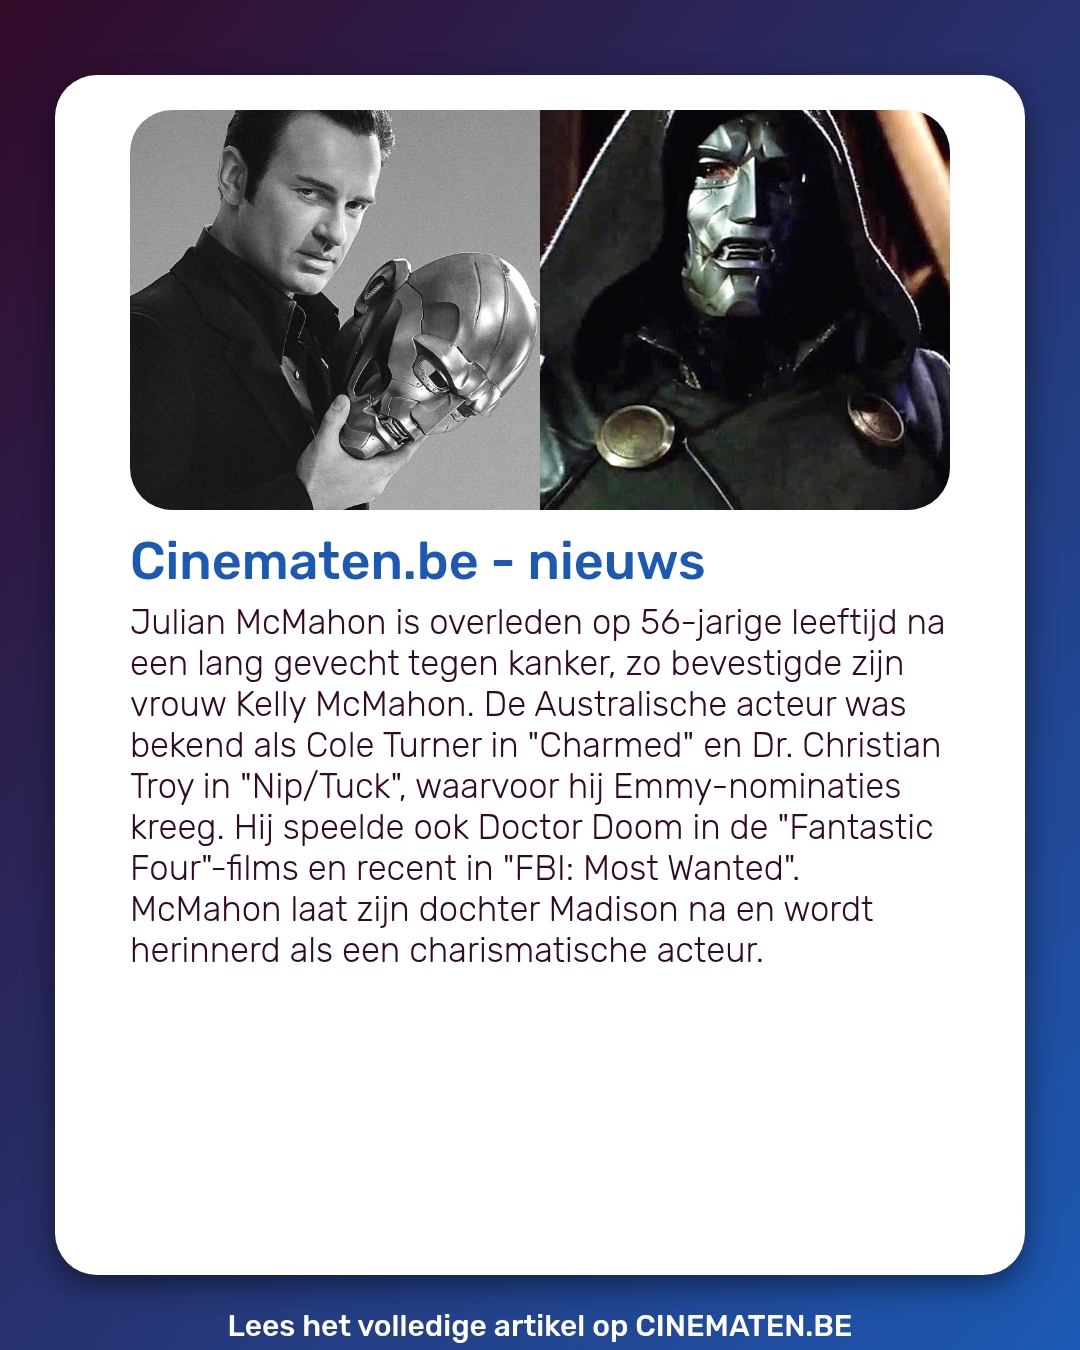 Cinematen.be - nieuws
Julian McMahon is overleden op 56-jarige leeftijd na
een lang gevecht tegen kanker, zo bevestigde zijn
vrouw Kelly McMahon. De Australische acteur was
bekend als Cole Turner in "Charmed" en Dr. Christian
Troy in "Nip/Tuck", waarvoor hij Emmy-nominaties
kreeg. Hij speelde ook Doctor Doom in de "Fantastic
Four"-films en recent in "FBI: Most Wanted".
McMahon laat zijn dochter Madison na en wordt
herinnerd als een charismatische acteur.
Lees het volledige artikel op CINEMATEN.BE